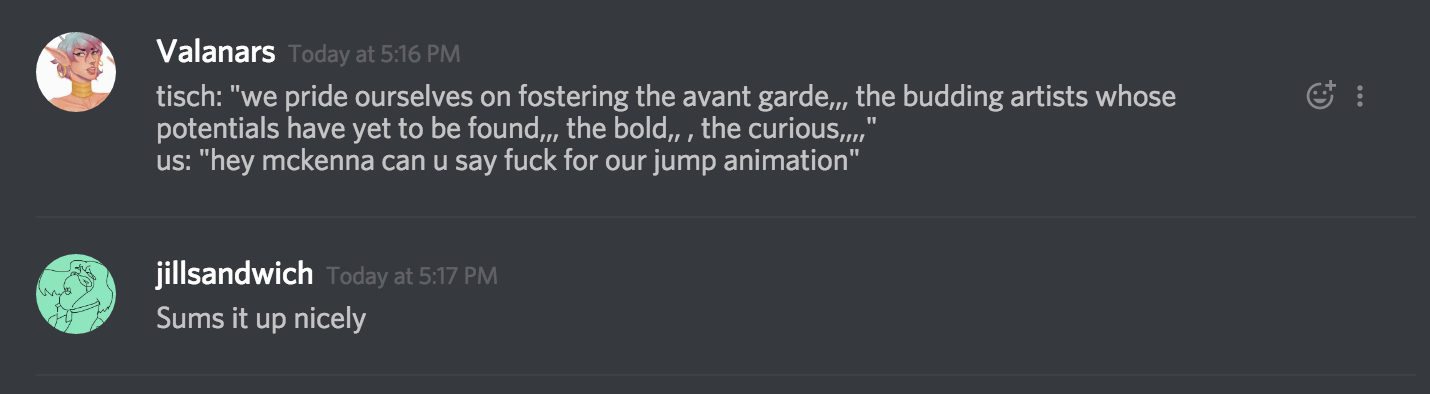 Valanars Today at 5:16 PM
tisch: "we pride ourselves on fostering the avant garde,,, the budding artists whose
potentials have yet to be found,,, the bold,, , the curious,,,,"
us: "hey mckenna can u say fuck for our jump animation"
jillsandwich Today at 5:17 PM
Sums it up nicely